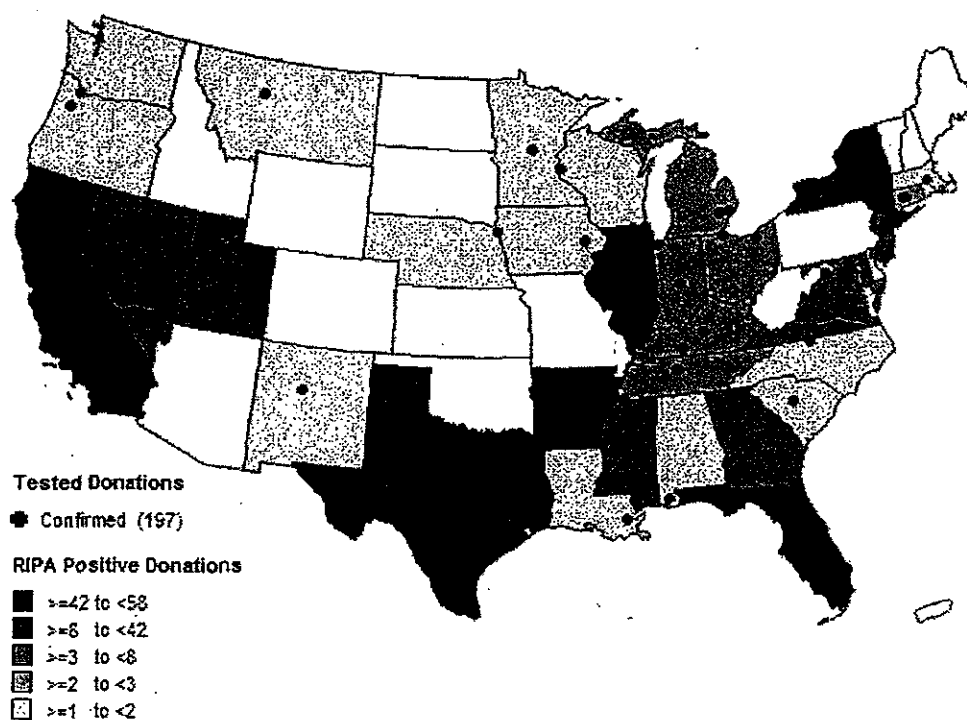 Tested Donations
Confirmed (197)
RIPA Positive Donations
>=42 to <58
>=8 to <42
>=3 to <8
>=2 to <3
>=1 to <2